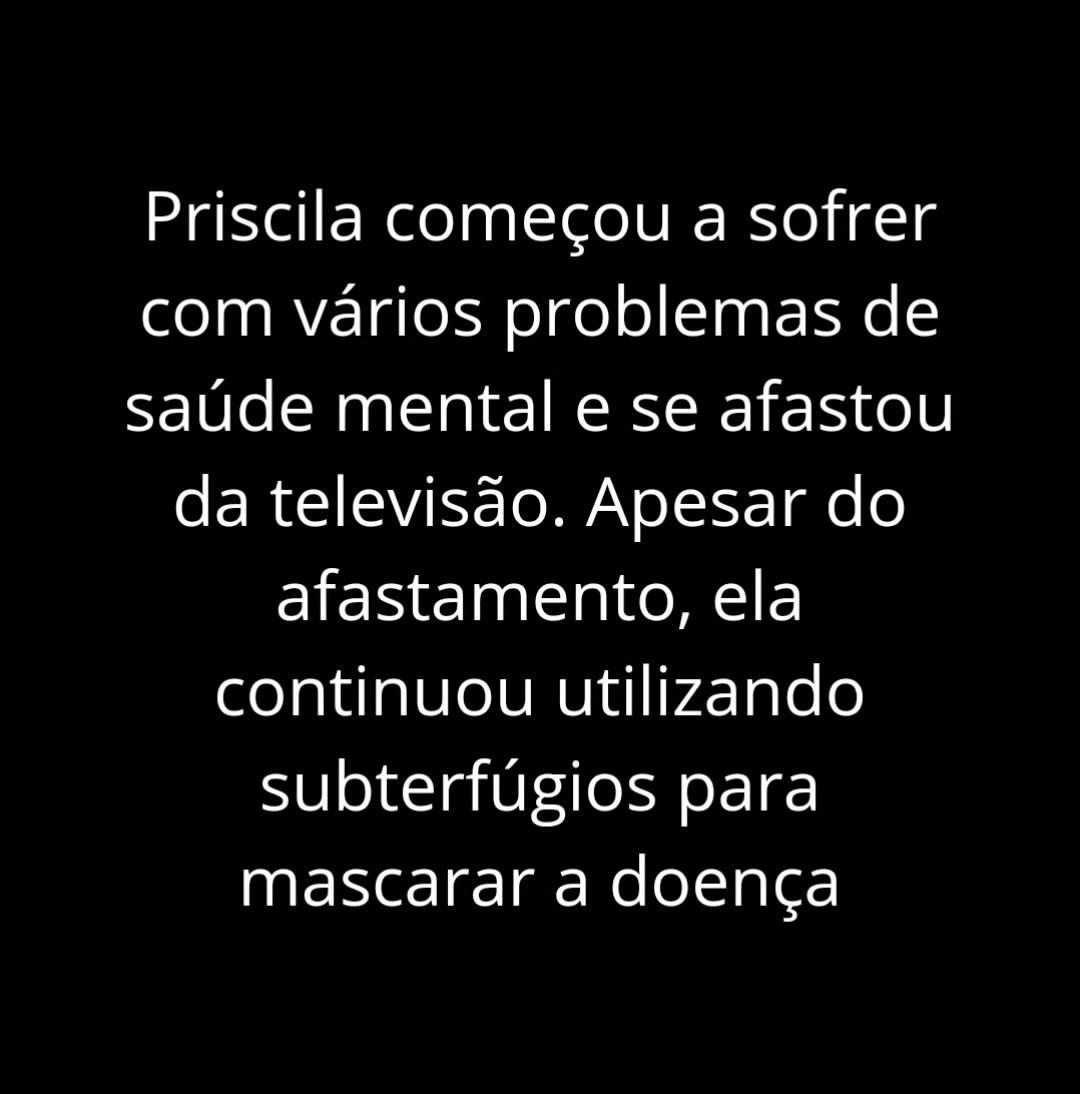 Priscila começou a sofrer
com vários problemas de
saúde mental e se afastou
da televisão. Apesar do
afastamento, ela
continuou utilizando
subterfúgios para
mascarar a doença